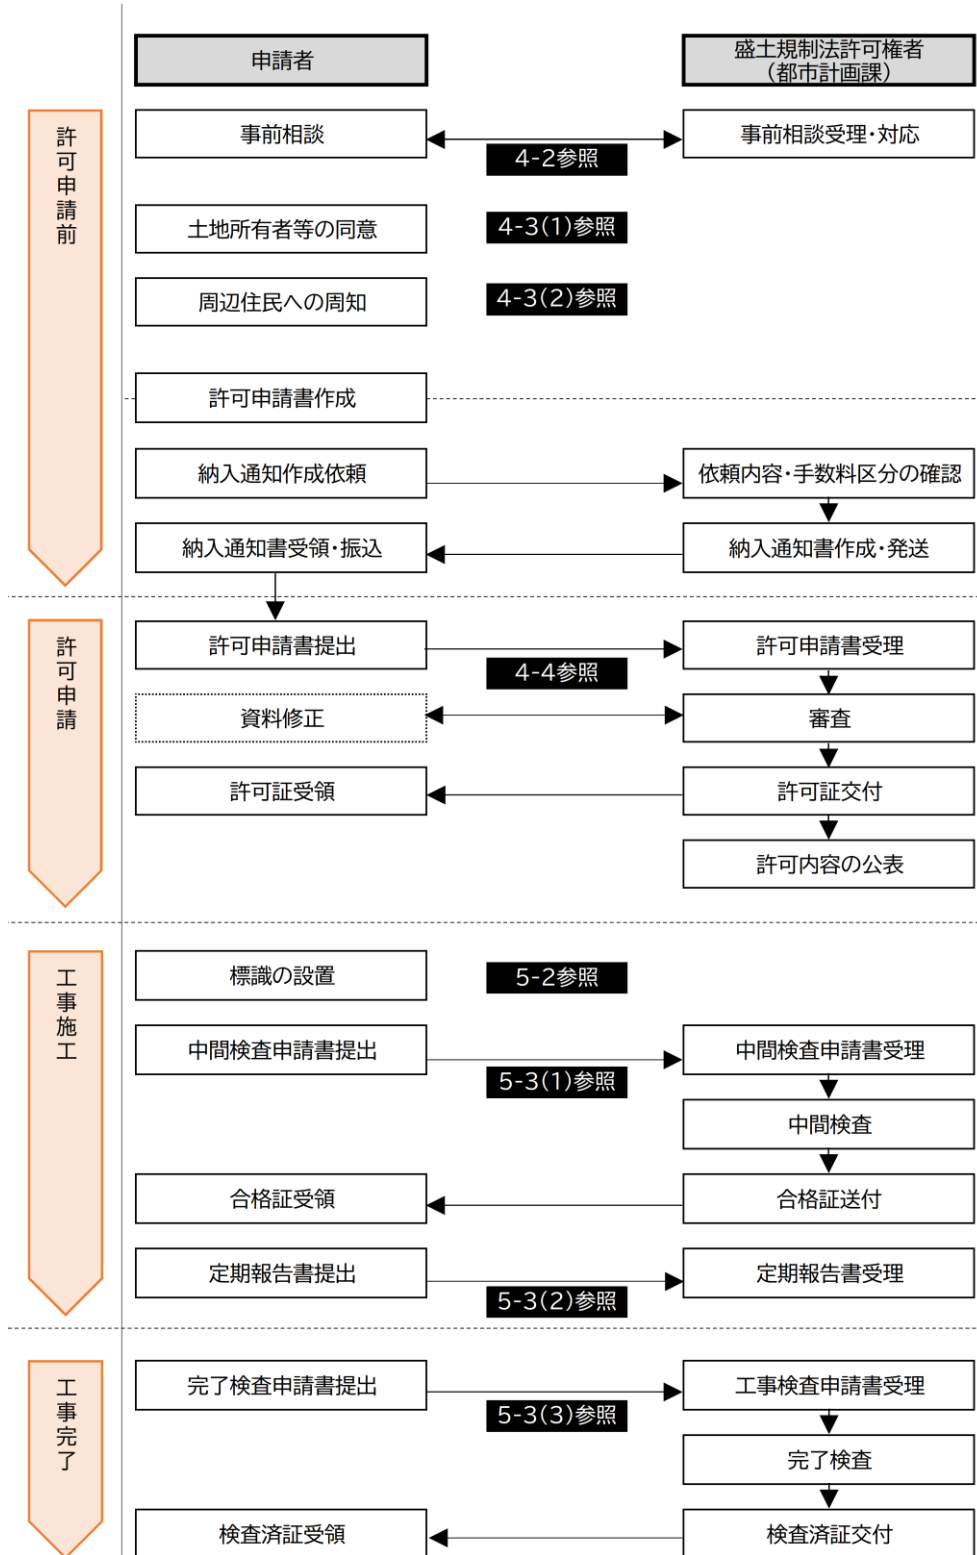 申請者
盛土規制法許可権者
（都市計画課）
許可申請前
事前相談
4-2参照
事前相談受理・対応
土地所有者等の同意
4-3(1)参照
周辺住民への周知
4-3(2)参照
許可申請書作成
納入通知作成依頼
依頼内容・手数料区分の確認
納入通知書受領・振込
納入通知書作成・発送
許可申請
許可申請書提出
4-4参照
許可申請書受理
資料修正
審査
許可証受領
許可証交付
許可内容の公表
工事施工
標識の設置
5-2参照
中間検査申請書提出
5-3(1)参照
中間検査申請書受理
中間検査
合格証受領
合格証送付
定期報告書提出
5-3(2)参照
定期報告書受理
工事完了
完了検査申請書提出
5-3(3)参照
工事検査申請書受理
完了検査
検査済証受領
検査済証交付